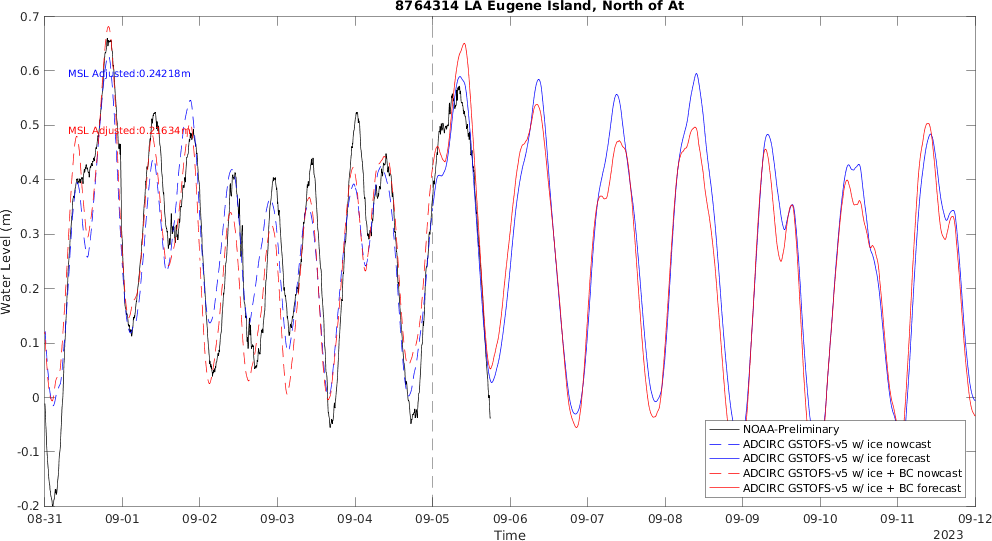 8764314 LA Eugene Island, North of At
0.7
0.6
0.5
0.4
0.3
0.2
0.1
0
-0.1
-0.2
Water Level (m)
MSL Adjusted:0.24218m
MSL Adjusted:0.21634m
NOAA-Preliminary
ADCIRC GSTOFS-v5 w/ ice nowcast
ADCIRC GSTOFS-v5 w/ ice forecast
ADCIRC GSTOFS-v5 w/ ice + BC nowcast
ADCIRC GSTOFS-v5 w/ ice + BC forecast
08-31 09-01 09-02 09-03 09-04 09-05 09-06 09-07 09-08 09-09 09-10 09-11 09-12
Time
2023